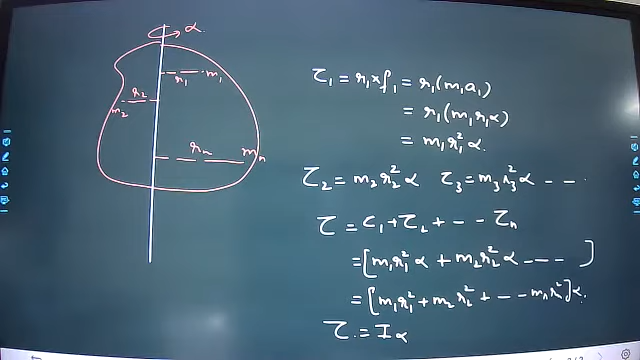 α
r₁ m₁
r₂
m₂
rₙ mₙ
τ₁ = r₁×f₁ = r₁(m₁a₁)
= r₁(m₁r₁α)
= m₁r₁²α
τ₂ = m₂r₂²α τ₃ = m₃r₃²α ---
τ = τ₁+τ₂+---τₙ
=[m₁r₁²α + m₂r₂²α --- ]
=[m₁r₁²+m₂r₂²+---mₙr²]α.
τ = Iα